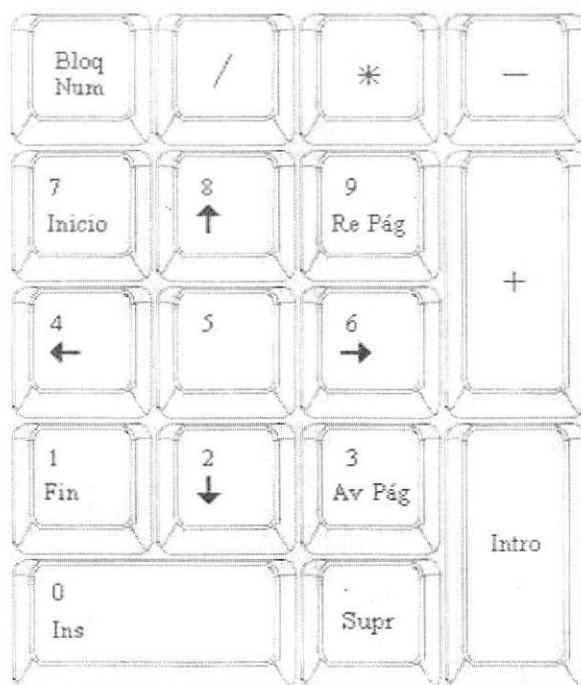 Bloq
Num
/
*
−
7
Inicio
8
↑
9
Re Pág
+
4
←
5
6
→
1
Fin
2
↓
3
Av Pág
Intro
0
Ins
.
Supr